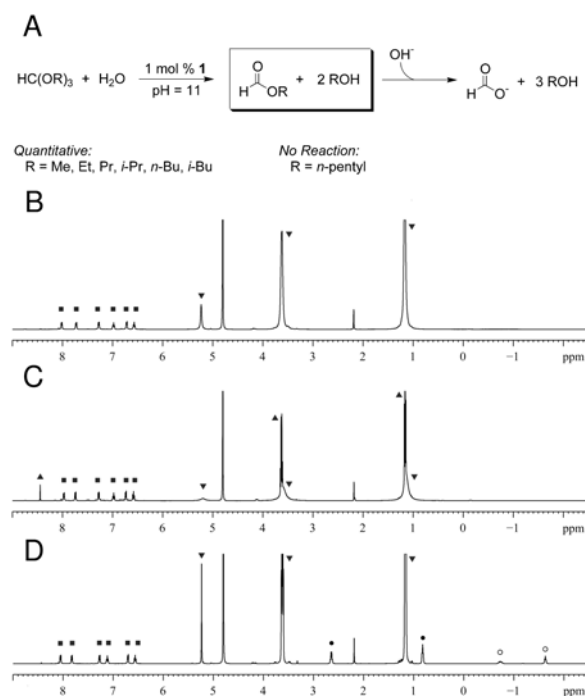 A
HC(OR)₃ + H₂O
1 mol % 1
pH = 11
O
H
OR
+ 2 ROH
OH⁻
O
H
O⁻
+ 3 ROH
Quantitative:
R = Me, Et, Pr, i-Pr, n-Bu, i-Bu
No Reaction:
R = n-pentyl
B
8 7 6 5 4 3 2 1 0 −1 ppm
C
8 7 6 5 4 3 2 1 0 −1 ppm
D
8 7 6 5 4 3 2 1 0 −1 ppm